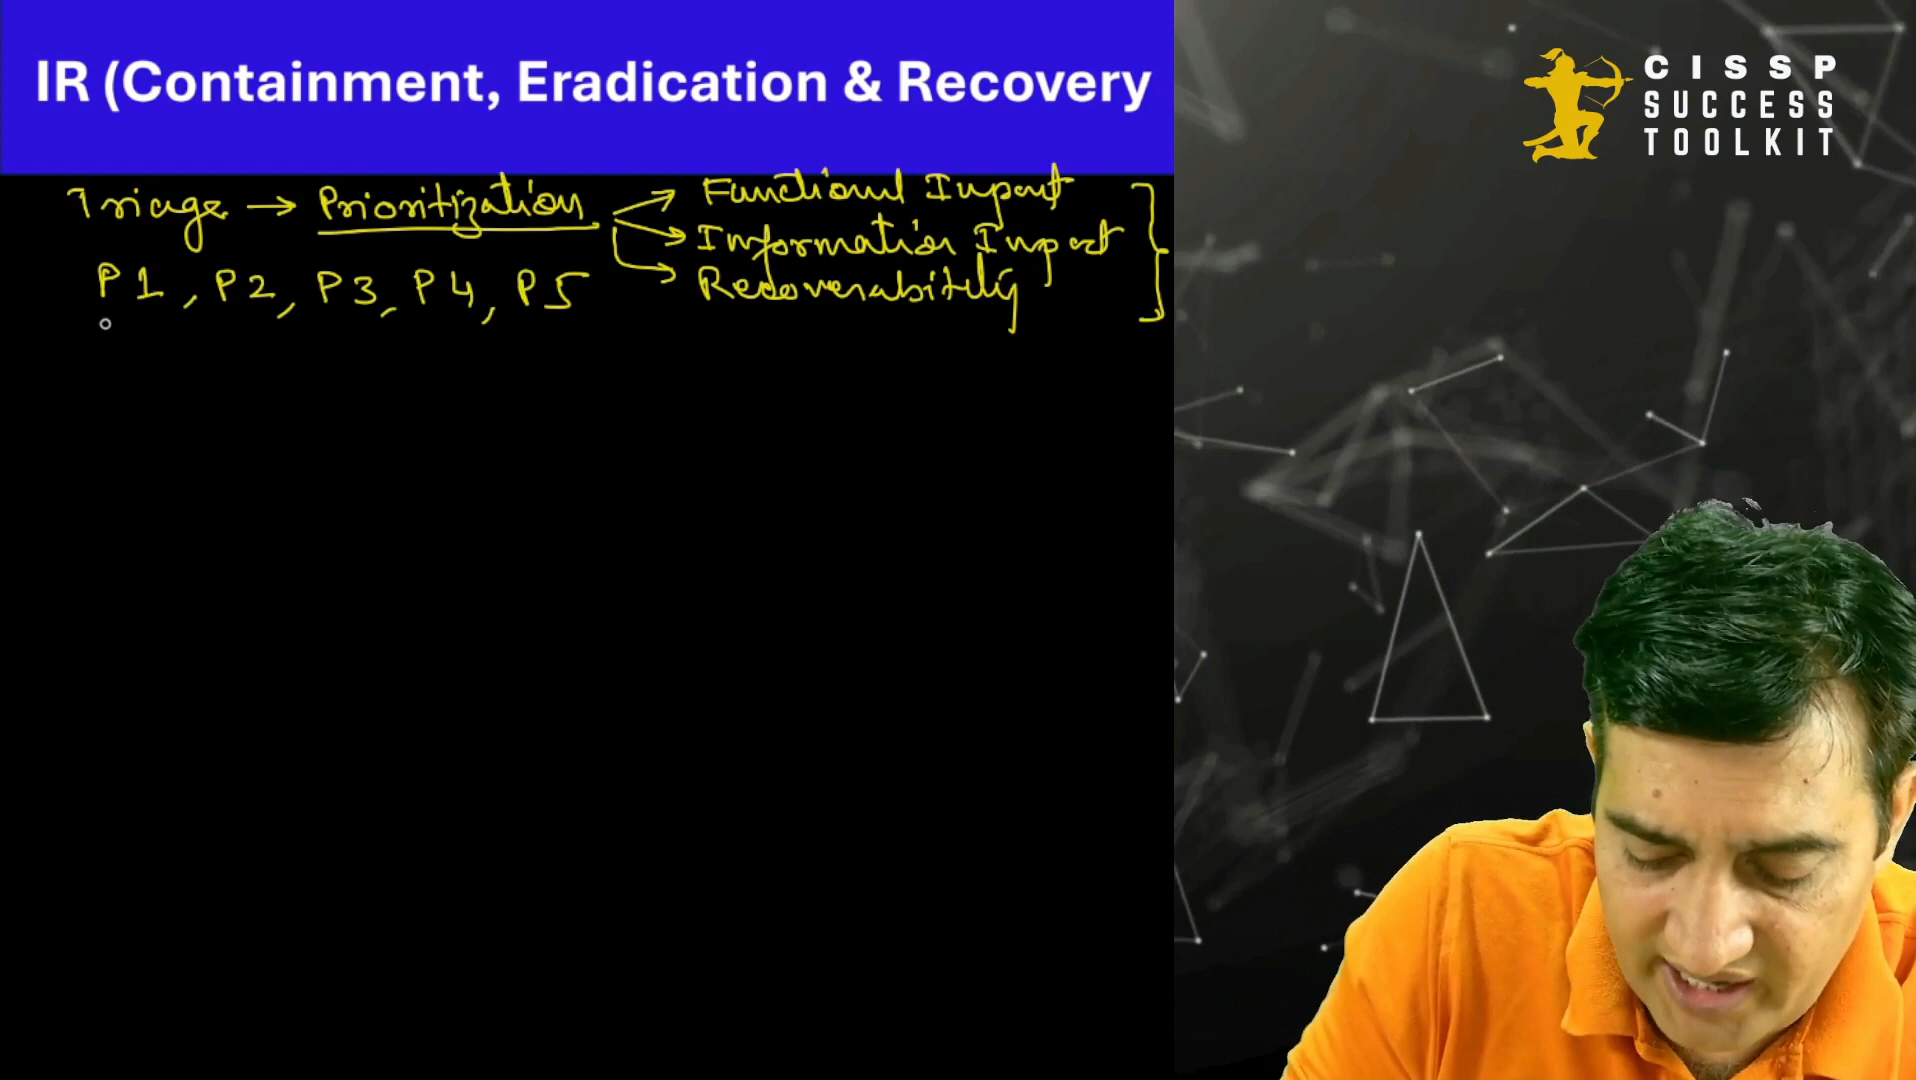 IR (Containment, Eradication & Recovery
CISSP
SUCCESS
TOOLKIT
Triage → Prioritization
Functional Impact
Information Impact
Recoverability
P1, P2, P3, P4, P5